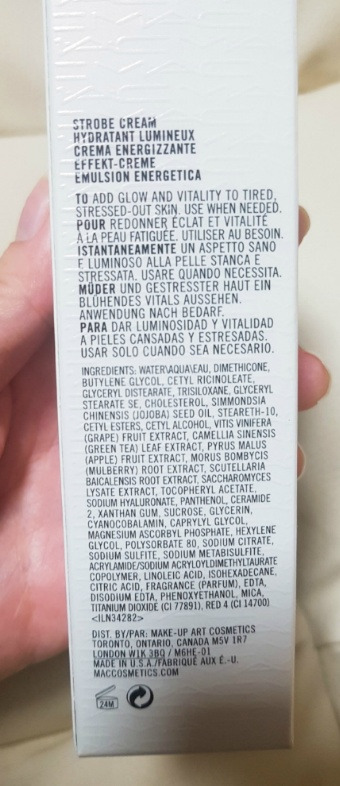 STROBE CREAM
HYDRATANT LUMINEUX
CREMA ENERGIZZANTE
EFFEKT-CREME
EMULSION ENERGETICA
TO ADD GLOW AND VITALITY TO TIRED,
STRESSED-OUT SKIN. USE WHEN NEEDED.
POUR REDONNER ÉCLAT ET VITALITÉ
À LA PEAU FATIGUÉE. UTILISER AU BESOIN.
ISTANTANEAMENTE UN ASPETTO SANO
E LUMINOSO ALLA PELLE STANCA E
STRESSATA. USARE QUANDO NECESSITA.
MÜDER UND GESTRESSTER HAUT EIN
BLÜHENDES VITALS AUSSEHEN.
ANWENDUNG NACH BEDARF.
PARA DAR LUMINOSIDAD Y VITALIDAD
A PIELES CANSADAS Y ESTRESADAS.
USAR SOLO CUANDO SEA NECESARIO.
INGREDIENTS: WATER\AQUA\EAU, DIMETHICONE,
BUTYLENE GLYCOL, CETYL RICINOLEATE,
GLYCERYL DISTEARATE, TRISILOXANE, GLYCERYL
STEARATE SE, CHOLESTEROL, SIMMONDSIA
CHINENSIS (JOJOBA) SEED OIL, STEARETH-10,
CETYL ESTERS, CETYL ALCOHOL, VITIS VINIFERA
(GRAPE) FRUIT EXTRACT, CAMELLIA SINENSIS
(GREEN TEA) LEAF EXTRACT, PYRUS MALUS
(APPLE) FRUIT EXTRACT, MORUS BOMBYCIS
(MULBERRY) ROOT EXTRACT, SCUTELLARIA
BAICALENSIS ROOT EXTRACT, SACCHAROMYCES
LYSATE EXTRACT, TOCOPHERYL ACETATE,
SODIUM HYALURONATE, PANTHENOL, CERAMIDE
2, XANTHAN GUM, SUCROSE, GLYCERIN,
CYANOCOBALAMIN, CAPRYLYL GLYCOL,
MAGNESIUM ASCORBYL PHOSPHATE, HEXYLENE
GLYCOL, POLYSORBATE 80, SODIUM CITRATE,
SODIUM SULFITE, SODIUM METABISULFITE,
ACRYLAMIDE/SODIUM ACRYLOYLDIMETHYLTAURATE
COPOLYMER, LINOLEIC ACID, ISOHEXADECANE,
CITRIC ACID, FRAGRANCE (PARFUM), EDTA,
DISODIUM EDTA, PHENOXYETHANOL, MICA,
TITANIUM DIOXIDE (CI 77891), RED 4 (CI 14700)
<ILN34282>
DIST. BY/PAR: MAKE-UP ART COSMETICS
TORONTO, ONTARIO, CANADA M5V 1R7
LONDON W1K 3BQ / M6HE-01
MADE IN U.S.A./FABRIQUÉ AUX É.-U.
MACCOSMETICS.COM
24M